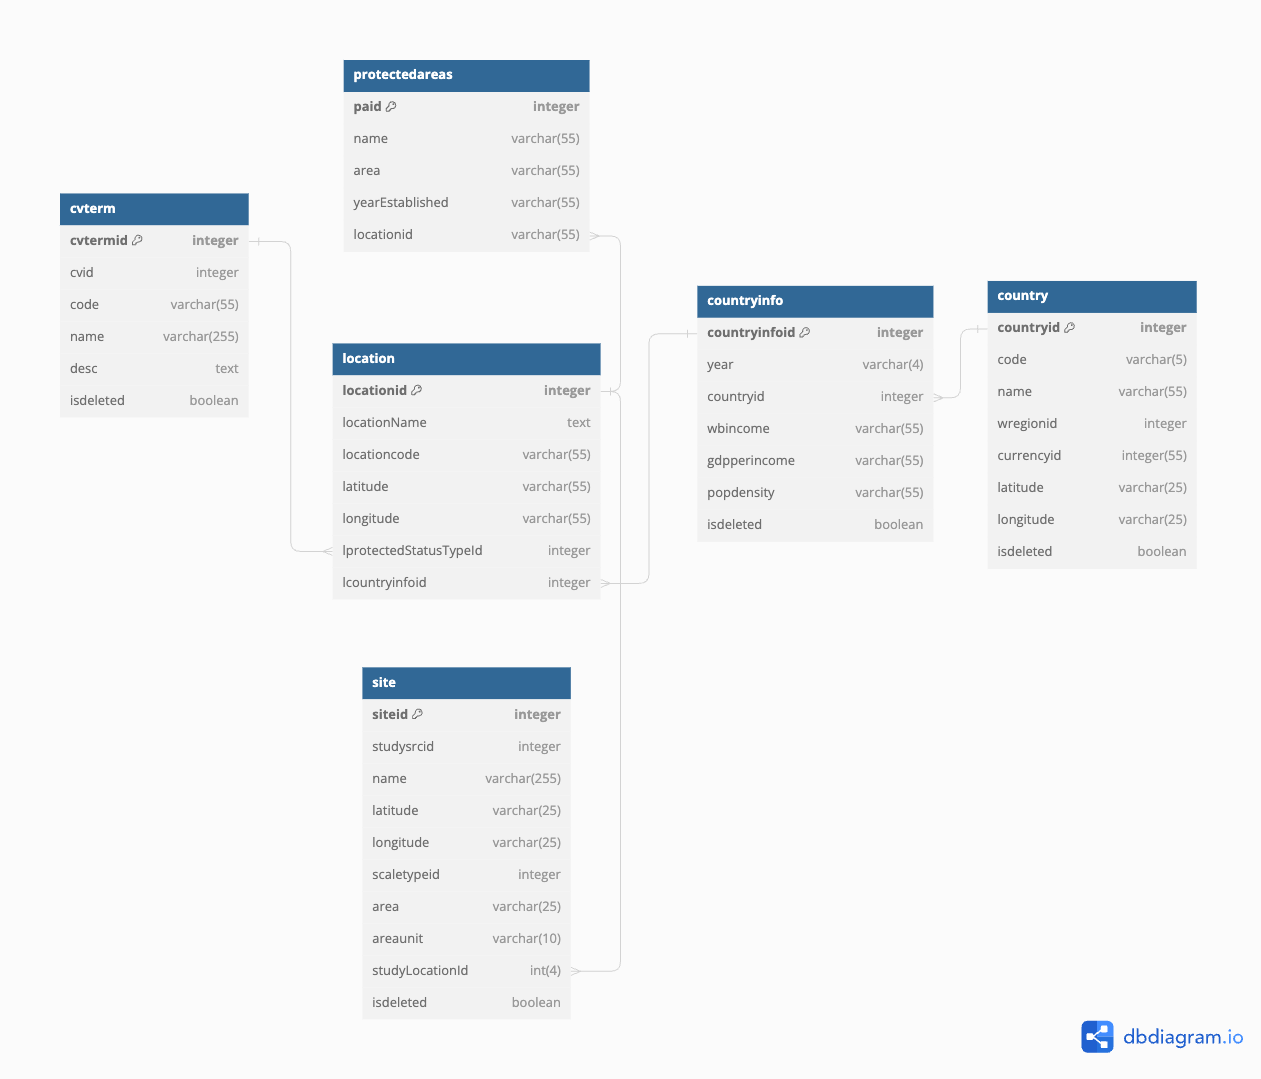 protectedareas
paid integer
name varchar(55)
area varchar(55)
yearEstablished varchar(55)
locationid varchar(55)
cvterm
cvtermid integer
cvid integer
code varchar(55)
name varchar(255)
desc text
isdeleted boolean
location
locationid integer
locationName text
locationcode varchar(55)
latitude varchar(55)
longitude varchar(55)
lprotectedStatusTypeId integer
lcountryinfoid integer
countryinfo
countryinfoid integer
year varchar(4)
countryid integer
wbincome varchar(55)
gdpperincome varchar(55)
popdensity varchar(55)
isdeleted boolean
country
countryid integer
code varchar(5)
name varchar(55)
wregionid integer
currencyid integer(55)
latitude varchar(25)
longitude varchar(25)
isdeleted boolean
site
siteid integer
studysrcid integer
name varchar(255)
latitude varchar(25)
longitude varchar(25)
scaletypeid integer
area varchar(25)
areaunit varchar(10)
studyLocationId int(4)
isdeleted boolean
dbdiagram.io